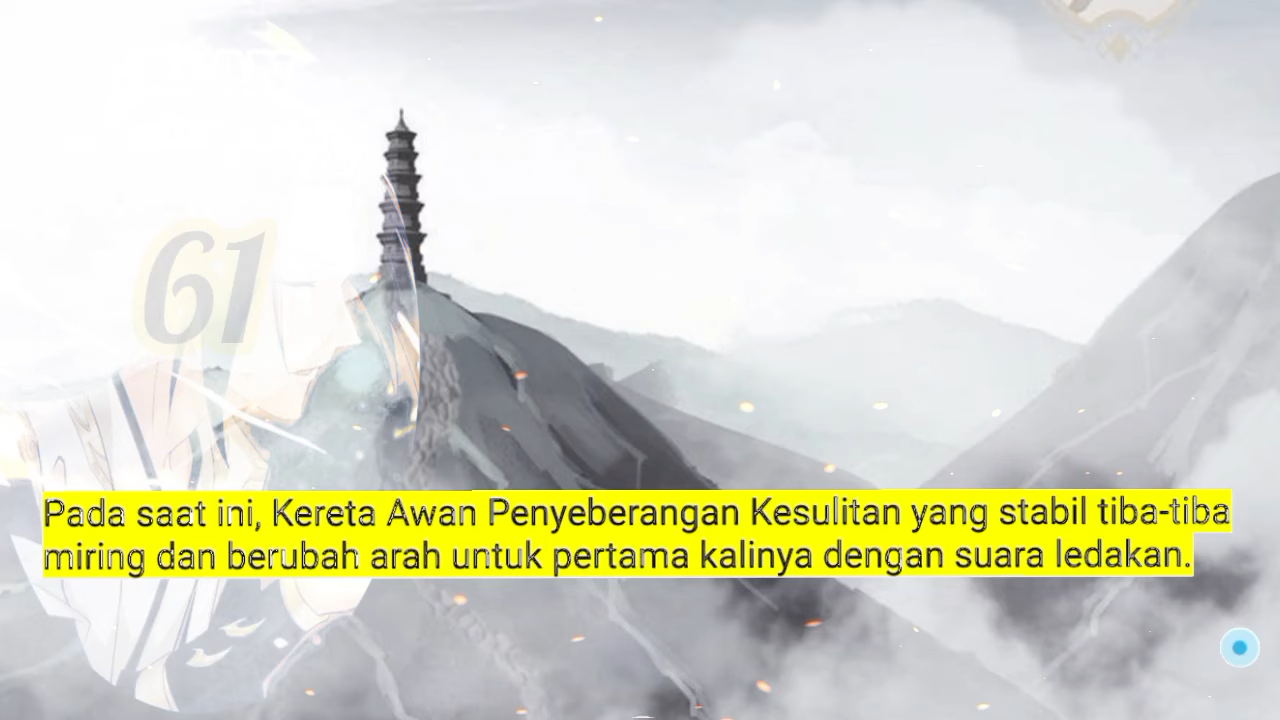 61
Pada saat ini, Kereta Awan Penyeberangan Kesulitan yang stabil tiba-tiba
miring dan berubah arah untuk pertama kalinya dengan suara ledakan.